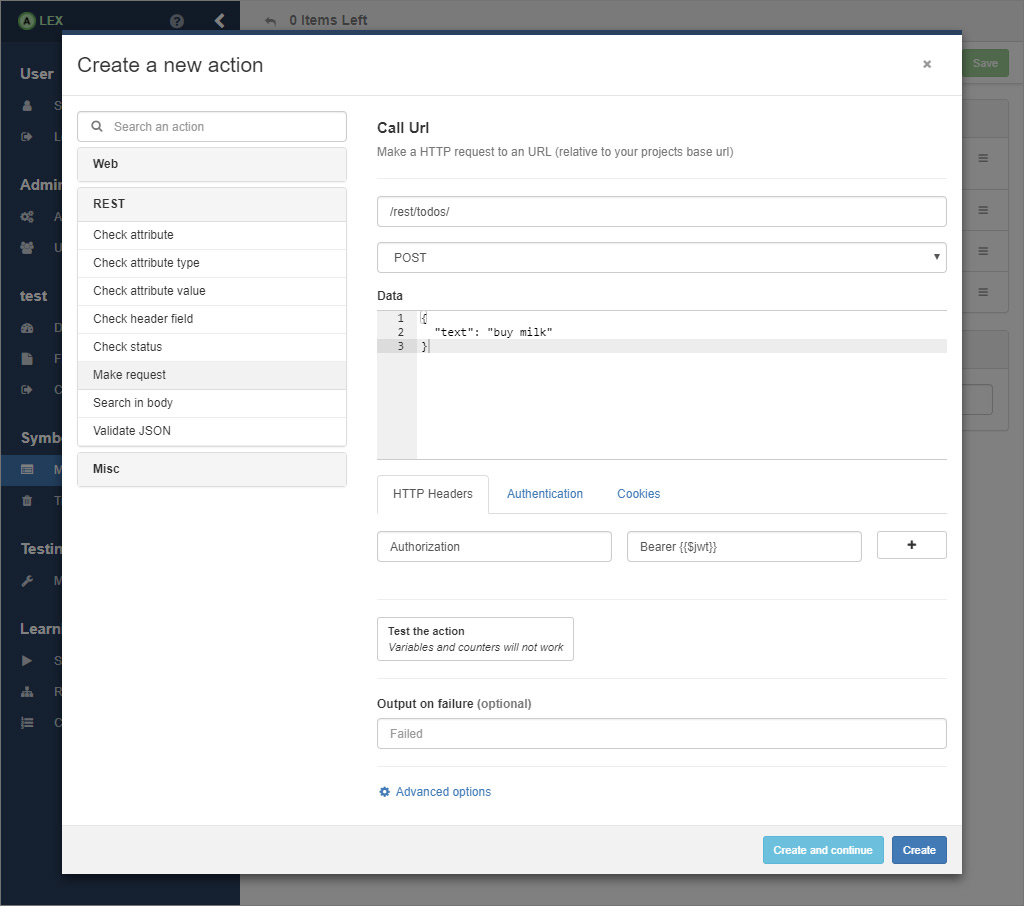 ALEX
?
0 Items Left
Save
User
S
L
Admin
A
U
test
D
F
C
Symb
M
T
Testin
M
Learn
S
R
C
Create a new action
×
Search an action
Web
REST
Check attribute
Check attribute type
Check attribute value
Check header field
Check status
Make request
Search in body
Validate JSON
Misc
Call Url
Make a HTTP request to an URL (relative to your projects base url)
/rest/todos/
POST
Data
1 {
2 "text": "buy milk"
3 }
HTTP Headers Authentication Cookies
Authorization Bearer {{$jwt}} +
Test the action
Variables and counters will not work
Output on failure (optional)
Failed
Advanced options
Create and continue Create